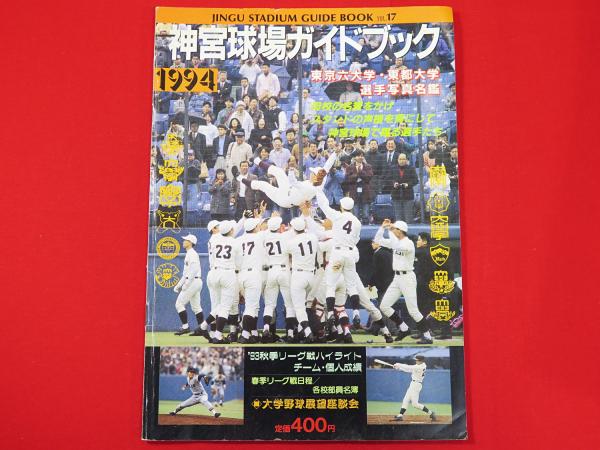 JINGU STADIUM GUIDE BOOK VOL.17
神宮球場ガイドブック
1994
東京六大学・東都大学
選手写真名鑑
母校の名誉をかけ
スタンドの声援を背にして
神宮球場で躍る選手たち
4
23
17
21
11
'93秋季リーグ戦ハイライト
チーム・個人成績
春季リーグ戦日程/
各校部員名簿
大学野球展望座談会
定価400円